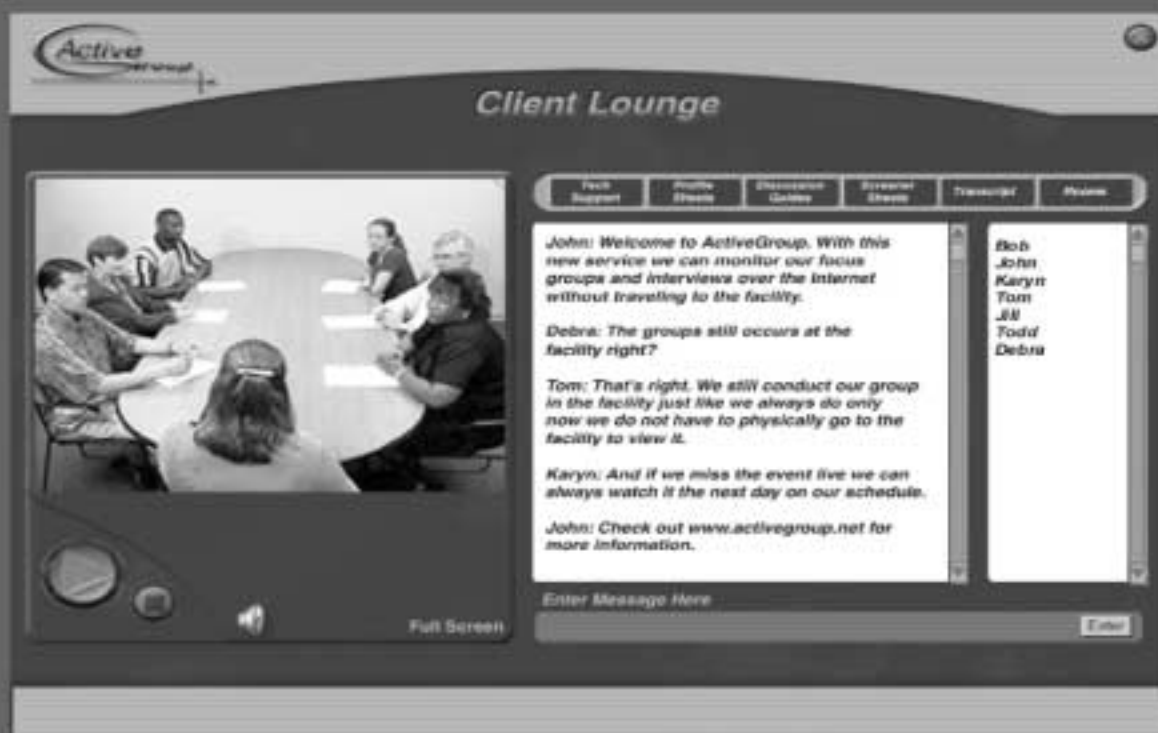 Active
Group
Client Lounge
Tech
Support
Profile
Sheets
Discussion
Guides
Screener
Sheets
Transcript
John: Welcome to ActiveGroup. With this
new service we can monitor our focus
groups and interviews over the Internet
without traveling to the facility.
Debra: The groups still occurs at the
facility right?
Tom: That's right. We still conduct our group
in the facility just like we always do only
now we do not have to physically go to the
facility to view it.
Karyn: And if we miss the event live we can
always watch it the next day on our schedule.
John: Check out www.activegroup.net for
more information.
Bob
John
Karyn
Tom
Jill
Todd
Debra
Full Screen
Enter Message Here
Enter